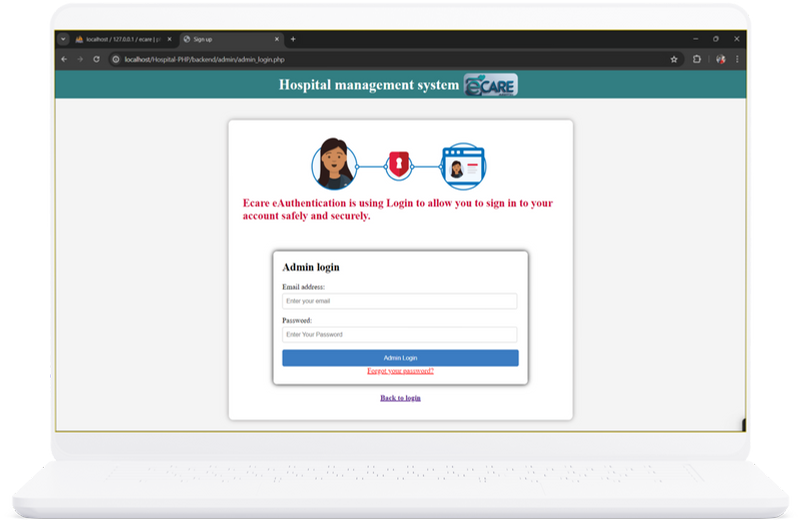 localhost / 127.0.0.1 / ecare | p
Sign up
localhost/Hospital-PHP/backend/admin/admin_login.php
Hospital management system eCARE
Ecare eAuthentication is using Login to allow you to sign in to your
account safely and securely.
Admin login
Email address:
Enter your email
Password:
Enter Your Password
Admin Login
Forgot your password?
Back to login